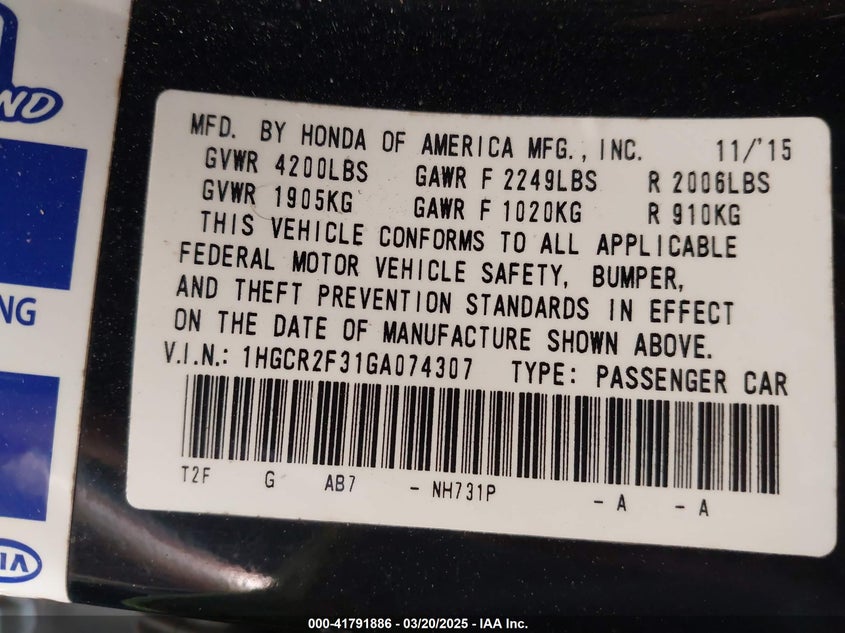 ND
NG
IA
MFD. BY HONDA OF AMERICA MFG., INC. 11/'15
GVWR 4200LBS GAWR F 2249LBS R 2006LBS
GVWR 1905KG GAWR F 1020KG R 910KG
THIS VEHICLE CONFORMS TO ALL APPLICABLE
FEDERAL MOTOR VEHICLE SAFETY, BUMPER,
AND THEFT PREVENTION STANDARDS IN EFFECT
ON THE DATE OF MANUFACTURE SHOWN ABOVE.
V.I.N.: 1HGCR2F31GA074307 TYPE: PASSENGER CAR
T2F G AB7 - NH731P - A - A
000-41791886 - 03/20/2025 - IAA Inc.